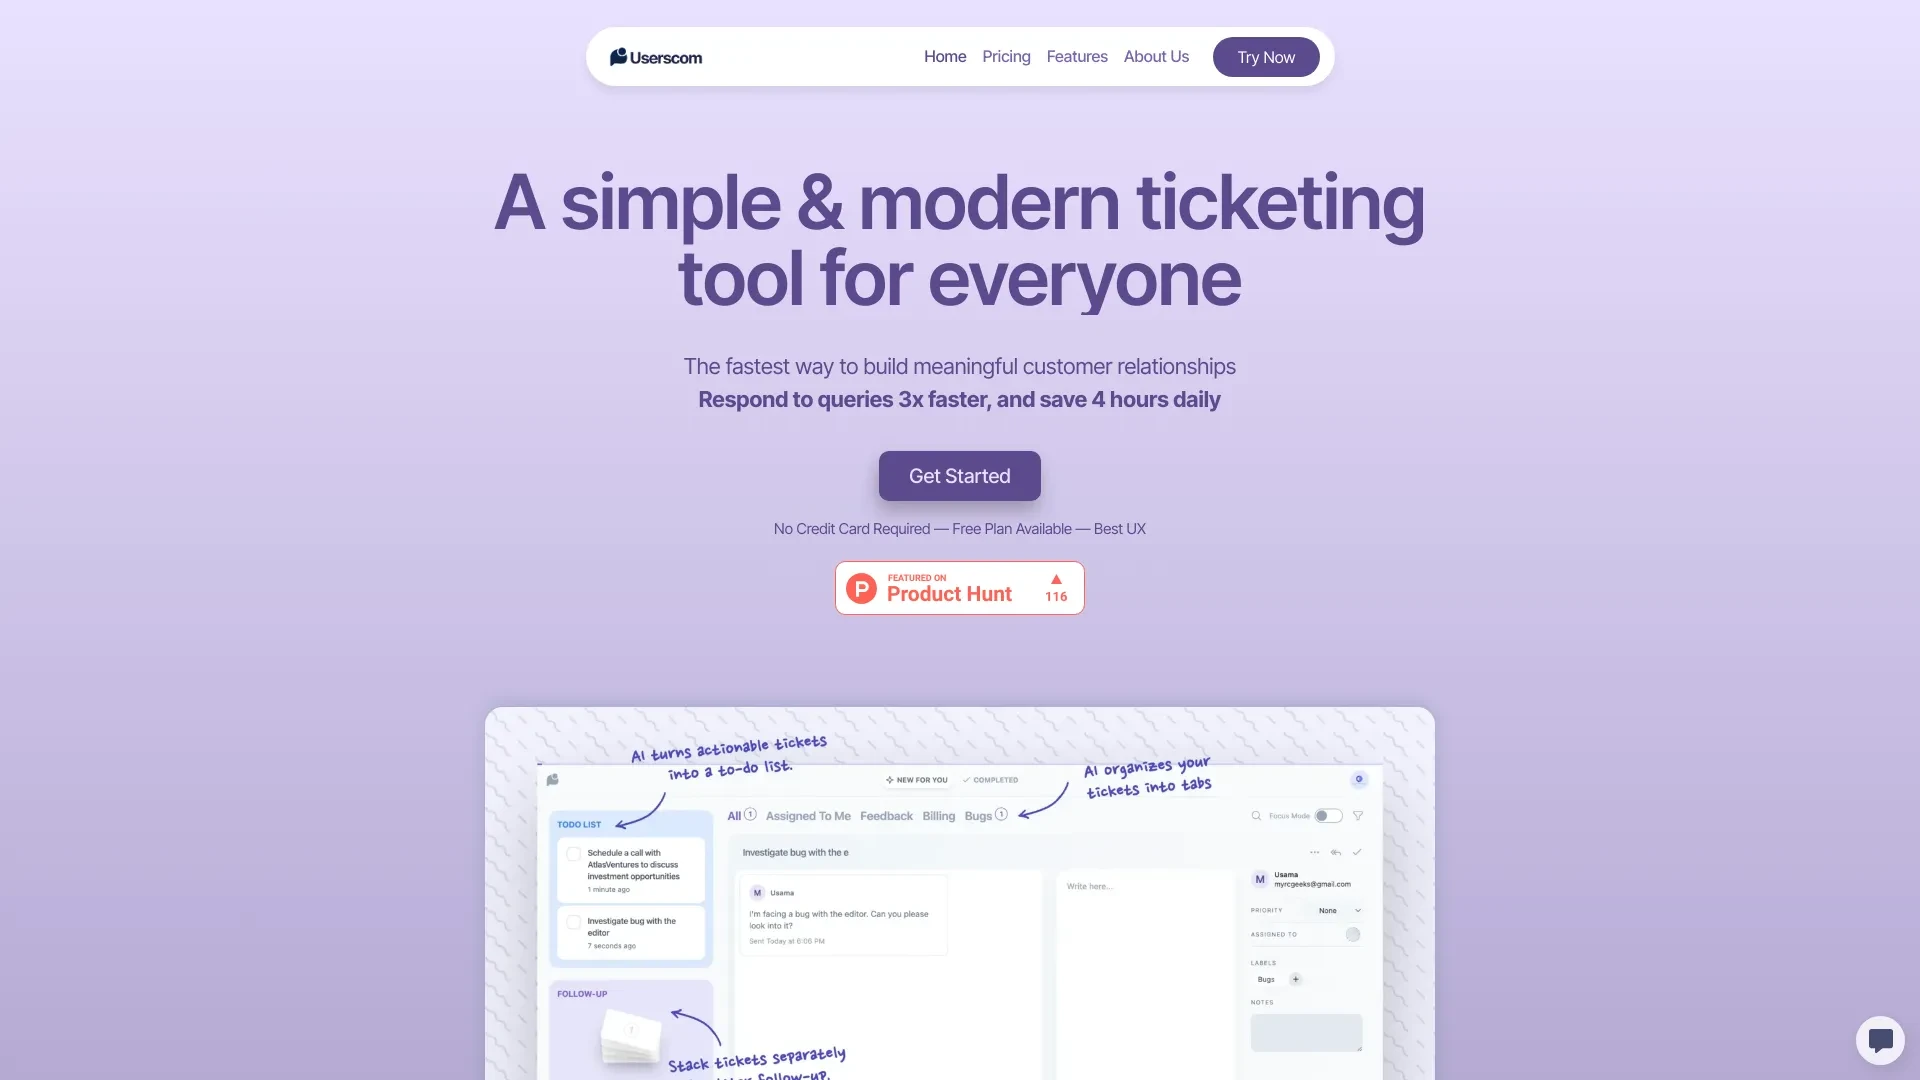 Userscom
Home
Pricing
Features
About Us
Try Now
A simple & modern ticketing
tool for everyone
The fastest way to build meaningful customer relationships
Respond to queries 3x faster, and save 4 hours daily
Get Started
No Credit Card Required — Free Plan Available — Best UX
FEATURED ON
Product Hunt
116
AI turns actionable tickets
into a to-do list.
AI organizes your
tickets into tabs
NEW FOR YOU
COMPLETED
TODO LIST
Schedule a call with
AtlasVentures to discuss
investment opportunities
1 minute ago
Investigate bug with the
editor
7 seconds ago
FOLLOW-UP
Stack tickets separately
follow-up.
All 1
Assigned To Me
Feedback
Billing
Bugs 1
Focus Mode
Investigate bug with the e
M
Usama
I'm facing a bug with the editor. Can you please
look into it?
Sent Today at 6:06 PM
Write here...
M
Usama
myrcgeeks@gmail.com
PRIORITY
None
ASSIGNED TO
LABELS
Bugs
+
NOTES